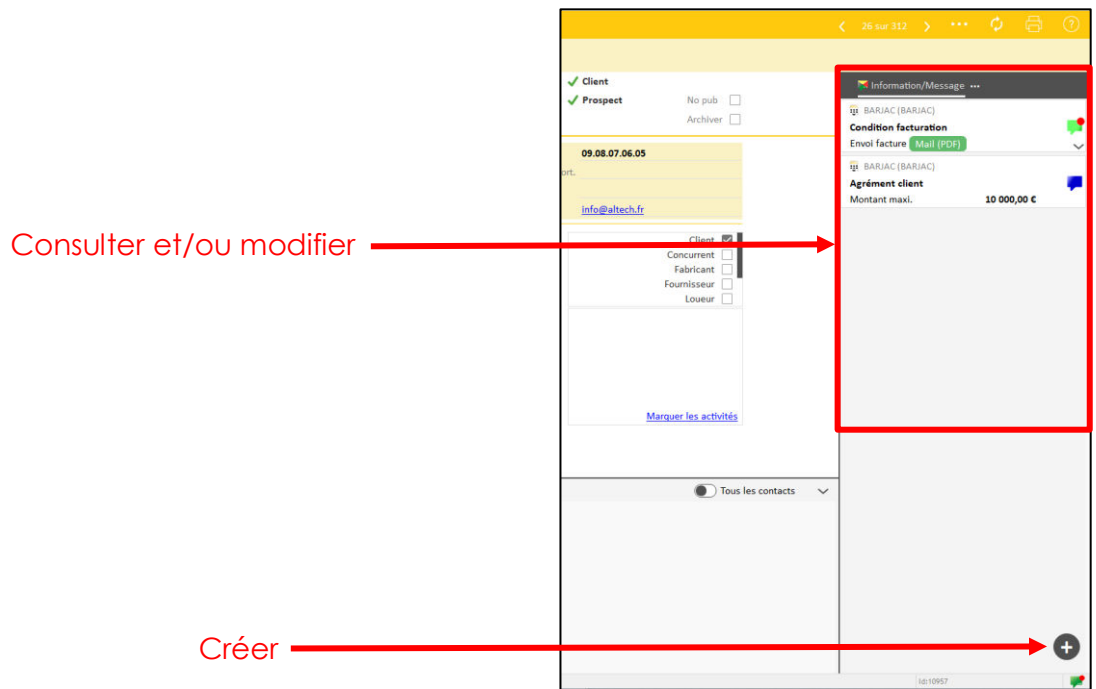 26 sur 312
Client
Prospect
No pub
Archiver
09.08.07.06.05
ort.
info@altech.fr
Client
Concurrent
Fabricant
Fournisseur
Loueur
Marquer les activités
Tous les contacts
Information/Message
BARJAC (BARJAC)
Condition facturation
Envoi facture Mail (PDF)
BARJAC (BARJAC)
Agrément client
Montant maxi. 10 000,00 €
Consulter et/ou modifier
Créer
Id:10957